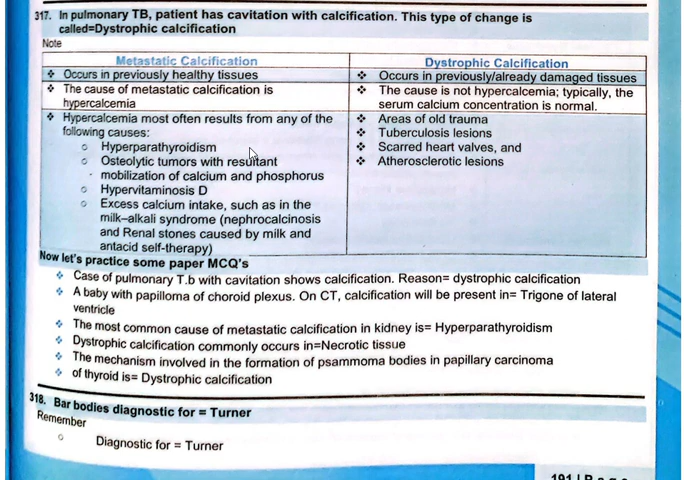 317. In pulmonary TB, patient has cavitation with calcification. This type of change is
called=Dystrophic calcification
Note
Metastatic Calcification
Dystrophic Calcification
❖ Occurs in previously healthy tissues
❖ Occurs in previously/already damaged tissues
❖ The cause of metastatic calcification is
hypercalcemia
❖ The cause is not hypercalcemia; typically, the
serum calcium concentration is normal.
❖ Hypercalcemia most often results from any of the
following causes:
○ Hyperparathyroidism
○ Osteolytic tumors with resultant
mobilization of calcium and phosphorus
○ Hypervitaminosis D
○ Excess calcium intake, such as in the
milk–alkali syndrome (nephrocalcinosis
and Renal stones caused by milk and
antacid self-therapy)
❖ Areas of old trauma
❖ Tuberculosis lesions
❖ Scarred heart valves, and
❖ Atherosclerotic lesions
Now let's practice some paper MCQ's
❖ Case of pulmonary T.b with cavitation shows calcification. Reason= dystrophic calcification
❖ A baby with papilloma of choroid plexus. On CT, calcification will be present in= Trigone of lateral
ventricle
❖ The most common cause of metastatic calcification in kidney is= Hyperparathyroidism
❖ Dystrophic calcification commonly occurs in=Necrotic tissue
❖ The mechanism involved in the formation of psammoma bodies in papillary carcinoma
❖ of thyroid is= Dystrophic calcification
318. Bar bodies diagnostic for = Turner
Remember
○ Diagnostic for = Turner
191 | P a g e